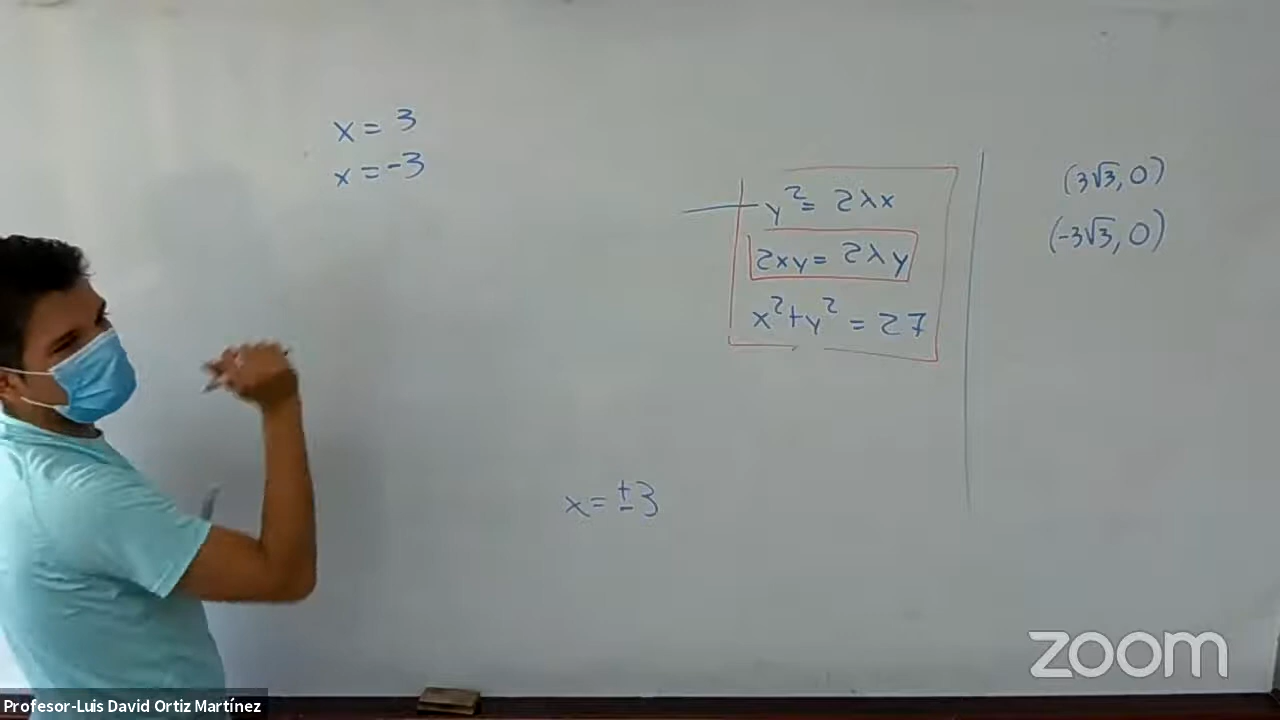 x = 3
x = -3
y² = 2λx
2xy = 2λy
x² + y² = 27
(3√3, 0)
(-3√3, 0)
x = ±3
zoom
Profesor-Luis David Ortiz Martínez